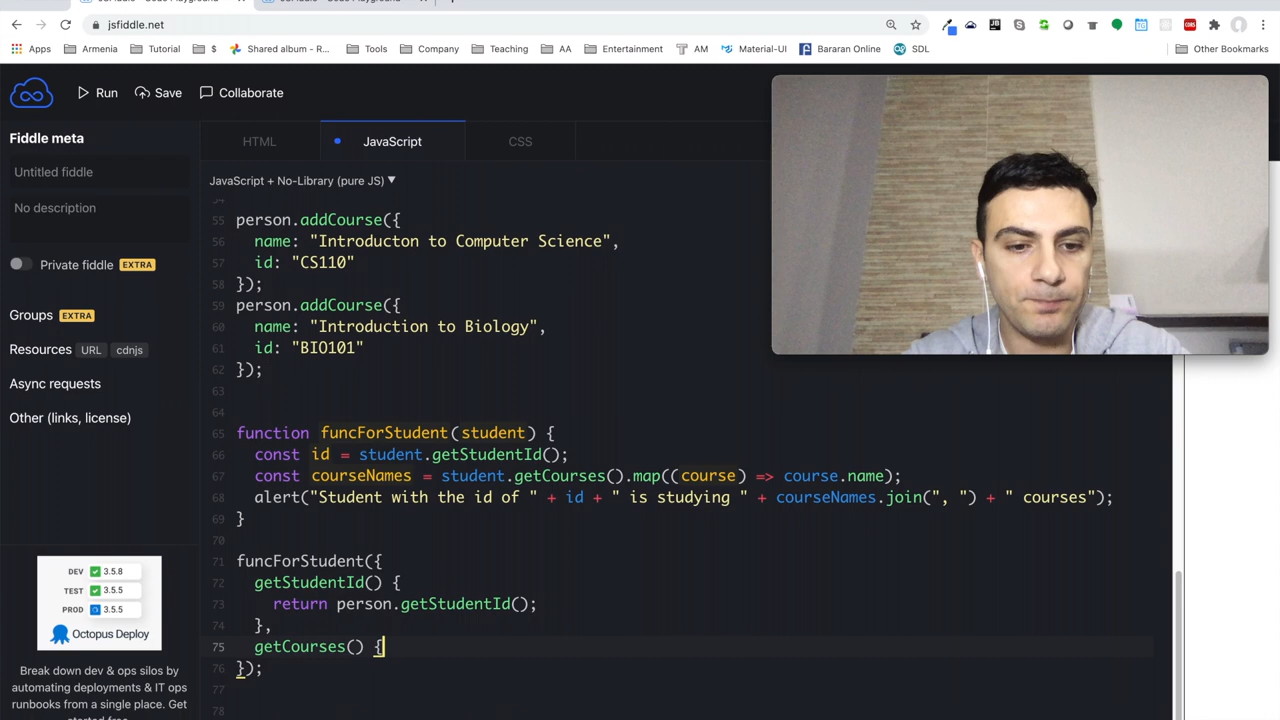 jsfiddle.net
Apps
Armenia
Tutorial
$
Shared album - R...
Tools
Company
Teaching
AA
Entertainment
AM
Material-UI
Bararan Online
SDL
Other Bookmarks
Run
Save
Collaborate
Fiddle meta
Untitled fiddle
No description
Private fiddle EXTRA
Groups EXTRA
Resources URL cdnjs
Async requests
Other (links, license)
DEV 3.5.8
TEST 3.5.5
PROD 3.5.5
Octopus Deploy
Break down dev & ops silos by
automating deployments & IT ops
runbooks from a single place. Get
HTML
JavaScript
CSS
JavaScript + No-Library (pure JS)
55 person.addCourse({
56 name: "Introducton to Computer Science",
57 id: "CS110"
58 });
59 person.addCourse({
60 name: "Introduction to Biology",
61 id: "BIO101"
62 });
63
64
65 function funcForStudent(student) {
66 const id = student.getStudentId();
67 const courseNames = student.getCourses().map((course) => course.name);
68 alert("Student with the id of " + id + " is studying " + courseNames.join(", ") + " courses");
69 }
70
71 funcForStudent({
72 getStudentId() {
73 return person.getStudentId();
74 },
75 getCourses() {
76 });
77
78